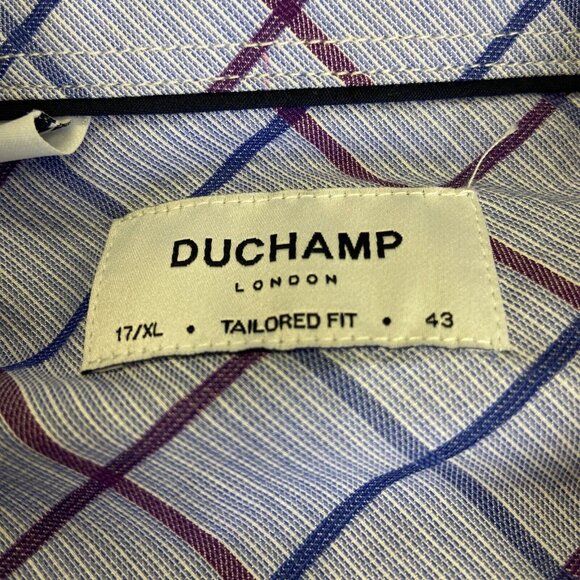 DUCHAMP
LONDON
17/XL • TAILORED FIT • 43